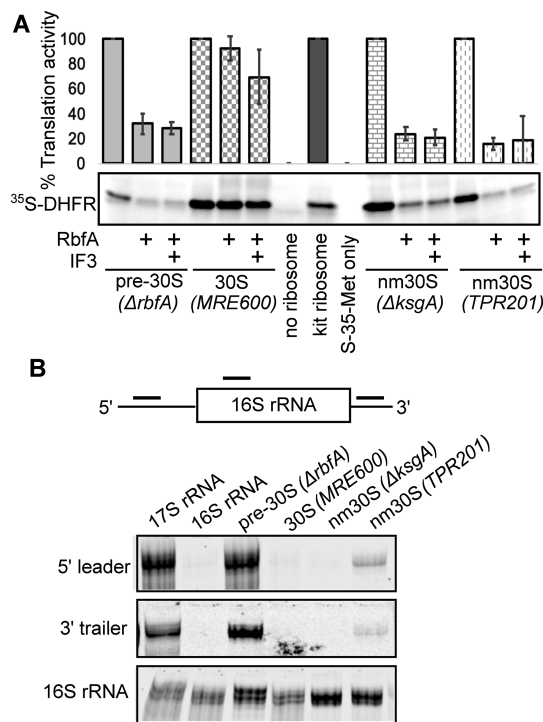 A
% Translation activity
100
80
60
40
20
0
³⁵S-DHFR
RbfA + + + + + + + +
IF3 + + + +
pre-30S (ΔrbfA)
30S (MRE600)
no ribosome
kit ribosome
S-35-Met only
nm30S (ΔksgA)
nm30S (TPR201)
B
5' 16S rRNA 3'
17S rRNA
16S rRNA
pre-30S (ΔrbfA)
30S (MRE600)
nm30S (ΔksgA)
nm30S (TPR201)
5' leader
3' trailer
16S rRNA